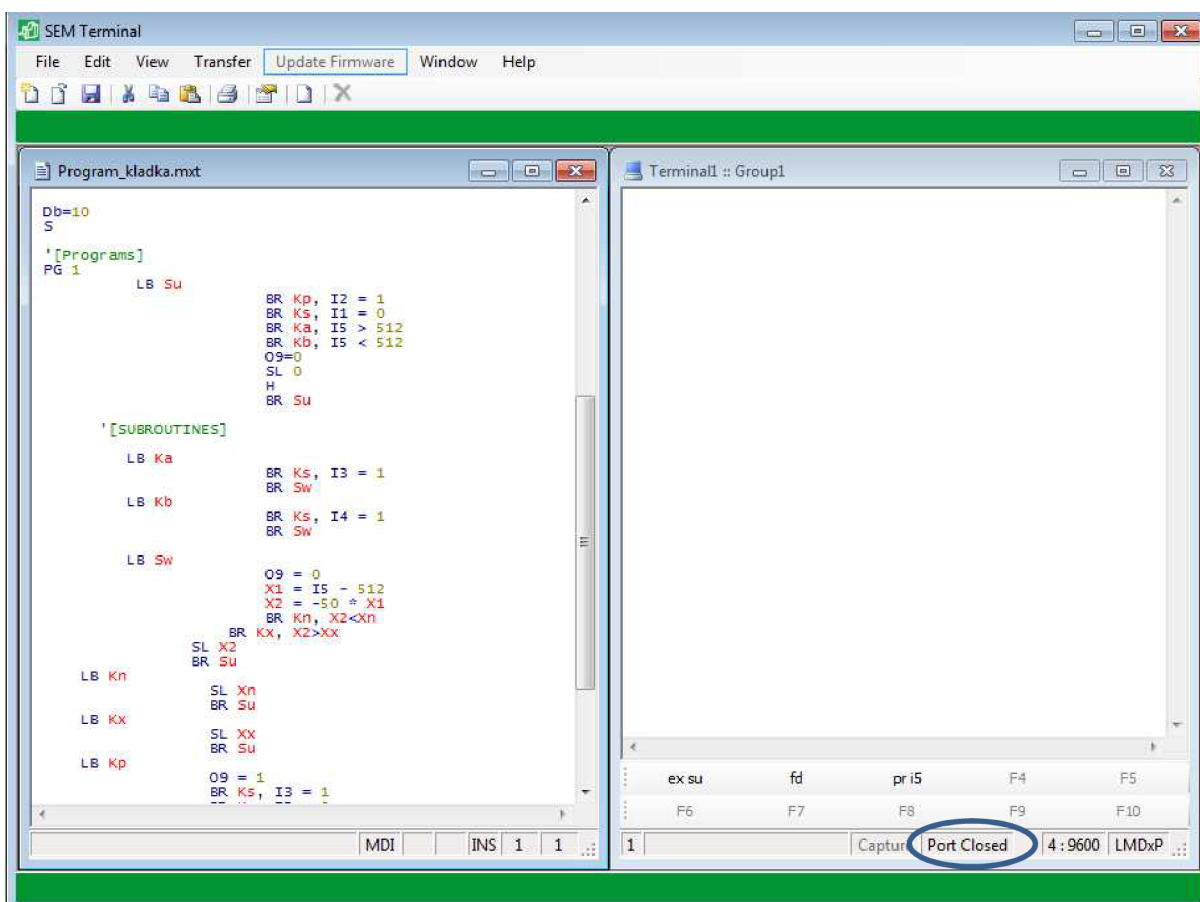 SEM Terminal
File Edit View Transfer Update Firmware Window Help
Program_kladka.mxt
Db=10
S
'[Programs]
PG 1
LB Su
BR Kp, I2 = 1
BR Ks, I1 = 0
BR Ka, I5 > 512
BR Kb, I5 < 512
O9=0
SL 0
H
BR Su
'[SUBROUTINES]
LB Ka
BR Ks, I3 = 1
BR Sw
LB Kb
BR Ks, I4 = 1
BR Sw
LB Sw
O9 = 0
X1 = I5 - 512
X2 = -50 * X1
BR Kn, X2<Xn
BR Kx, X2>Xx
SL X2
BR Su
LB Kn
SL Xn
BR Su
LB Kx
SL Xx
BR Su
LB Kp
O9 = 1
BR Ks, I3 = 1
MDI INS 1 1
Terminal1 :: Group1
ex su fd pr i5 F4 F5
F6 F7 F8 F9 F10
1 Captur Port Closed 4 : 9600 LMDxP